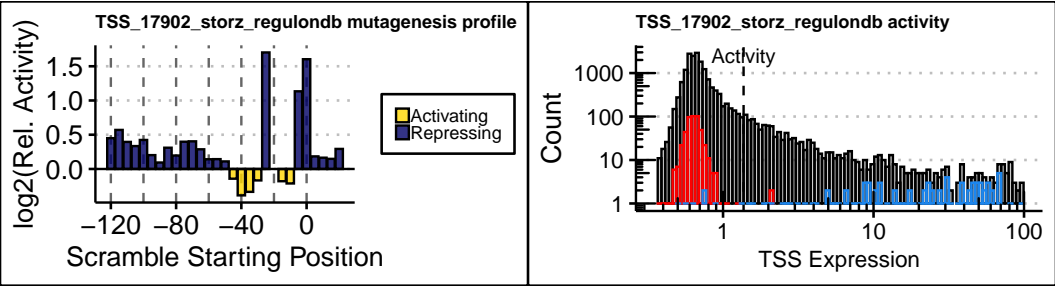 TSS_17902_storz_regulondb mutagenesis profile
log2(Rel. Activity)
1.5
1.0
0.5
0.0
−120 −80 −40 0
Scramble Starting Position
Activating
Repressing
TSS_17902_storz_regulondb activity
Activity
Count
1000
100
10
1
1 10 100
TSS Expression